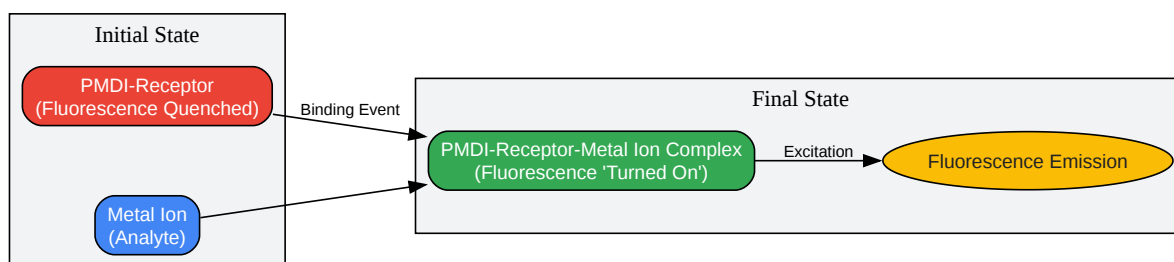 Initial State
PMDI-Receptor
(Fluorescence Quenched)
Metal Ion
(Analyte)
Binding Event
Final State
PMDI-Receptor-Metal Ion Complex
(Fluorescence 'Turned On')
Excitation
Fluorescence Emission